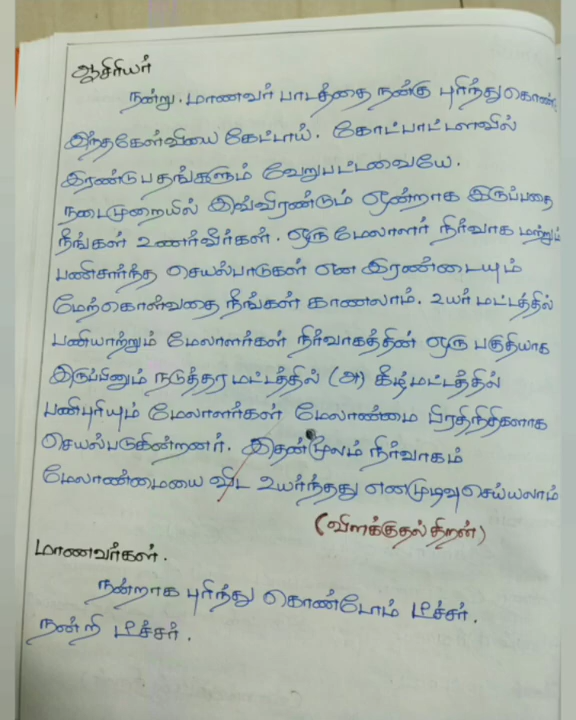 ஆசிரியர்
நன்று. மாணவர் பாடத்தை நன்கு புரிந்து கொண்
இந்தகேள்வியை கேட்டாய். கோட்பாட்டளவில்
இரண்டு பதங்களும் வேறுபட்டவையே.
நடைமுறையில் இவ்விரண்டும் ஒன்றாக இருப்பதை
நீங்கள் உணர்வீர்கள். ஒரு மேலாளர் நிர்வாக மற்றும்
பணிசார்ந்த செயல்பாடுகள் என இரண்டையும்
மேற்கொள்வதை நீங்கள் காணலாம். உயர் மட்டத்தில்
பணியாற்றும் மேலாளர்கள் நிர்வாகத்தின் ஒரு பகுதியாக
இருப்பினும் நடுத்தர மட்டத்தில் (அ) கீழ்மட்டத்தில்
பணிபுரியும் மேலாளர்கள் மேலாண்மை பிரதிநிதிகளாக
செயல்படுகின்றனர். இதன்மூலம் நிர்வாகம்
மேலாண்மையை விட உயர்ந்தது எனமுடிவு செய்யலாம்
(விளக்குதல் திறன்)
மாணவர்கள்.
நன்றாக புரிந்து கொண்டோம் டீச்சர்.
நன்றி டீச்சர்.